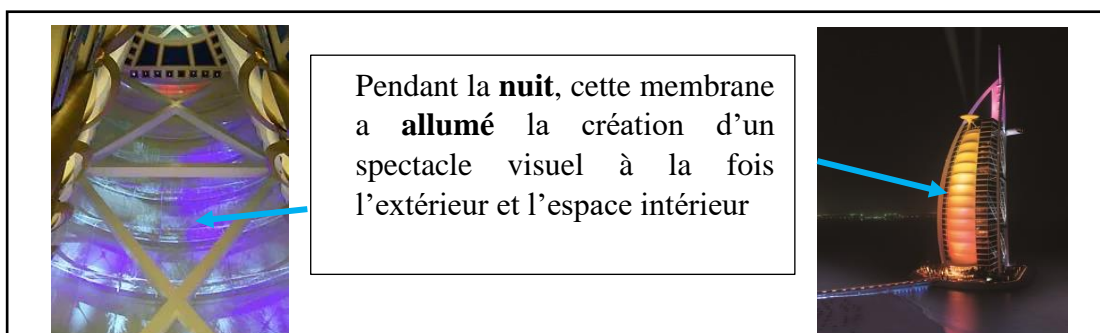 Pendant la nuit, cette membrane
a allumé la création d’un
spectacle visuel à la fois
l’extérieur et l’espace intérieur